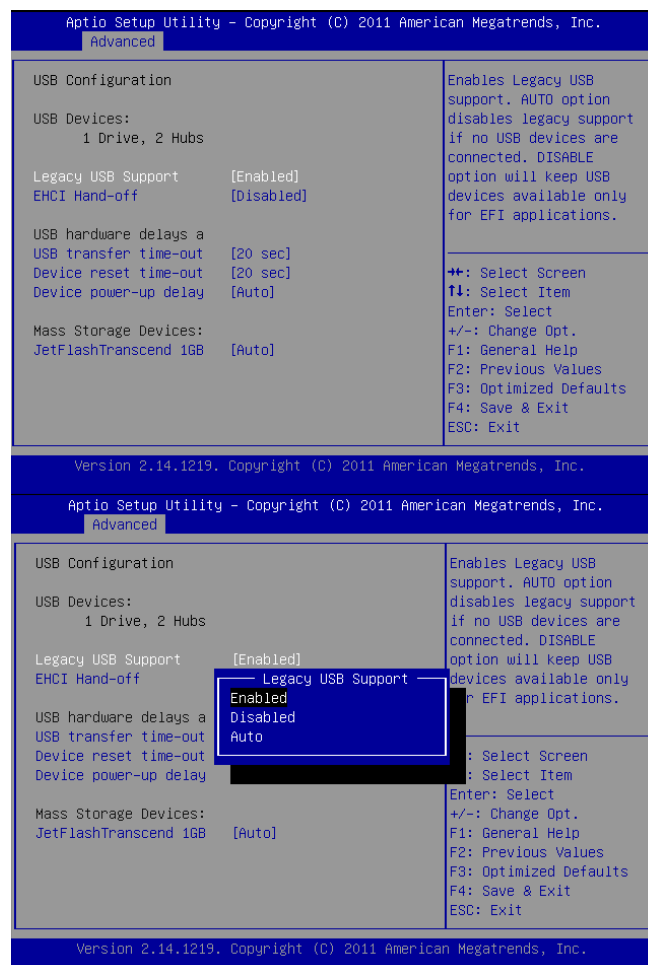 Aptio Setup Utility – Copyright (C) 2011 American Megatrends, Inc.
Advanced
USB Configuration
USB Devices:
1 Drive, 2 Hubs
Legacy USB Support [Enabled]
EHCI Hand-off [Disabled]
USB hardware delays a
USB transfer time-out [20 sec]
Device reset time-out [20 sec]
Device power-up delay [Auto]
Mass Storage Devices:
JetFlashTranscend 1GB [Auto]
Enables Legacy USB
support. AUTO option
disables legacy support
if no USB devices are
connected. DISABLE
option will keep USB
devices available only
for EFI applications.
→←: Select Screen
↑↓: Select Item
Enter: Select
+/-: Change Opt.
F1: General Help
F2: Previous Values
F3: Optimized Defaults
F4: Save & Exit
ESC: Exit
Version 2.14.1219. Copyright (C) 2011 American Megatrends, Inc.
Aptio Setup Utility – Copyright (C) 2011 American Megatrends, Inc.
Advanced
USB Configuration
USB Devices:
1 Drive, 2 Hubs
Legacy USB Support [Enabled]
EHCI Hand-off
USB hardware delays a
USB transfer time-out
Device reset time-out
Device power-up delay
Mass Storage Devices:
JetFlashTranscend 1GB [Auto]
Legacy USB Support
Enabled
Disabled
Auto
Enables Legacy USB
support. AUTO option
disables legacy support
if no USB devices are
connected. DISABLE
option will keep USB
devices available only
r EFI applications.
: Select Screen
: Select Item
Enter: Select
+/-: Change Opt.
F1: General Help
F2: Previous Values
F3: Optimized Defaults
F4: Save & Exit
ESC: Exit
Version 2.14.1219. Copyright (C) 2011 American Megatrends, Inc.